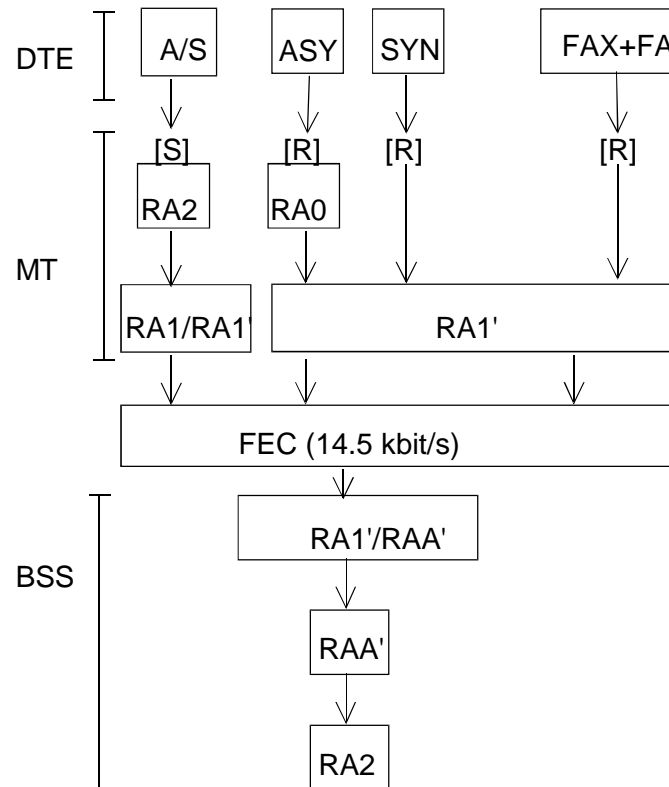 DTE
A/S
ASY
SYN
FAX+FA
[S]
[R]
[R]
[R]
MT
RA2
RA0
RA1/RA1'
RA1'
FEC (14.5 kbit/s)
BSS
RA1'/RAA'
RAA'
RA2